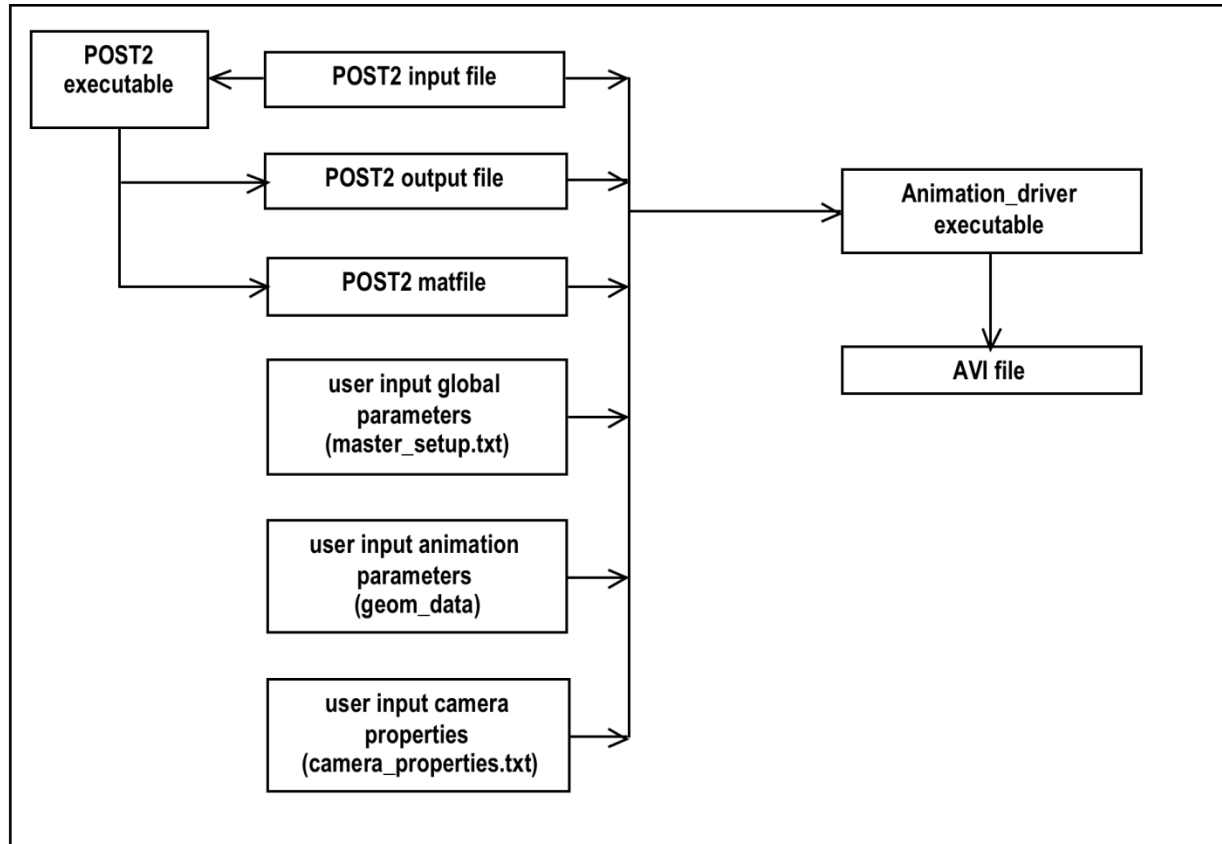 POST2
executable
POST2 input file
POST2 output file
POST2 matfile
user input global
parameters
(master_setup.txt)
user input animation
parameters
(geom_data)
user input camera
properties
(camera_properties.txt)
Animation_driver
executable
AVI file